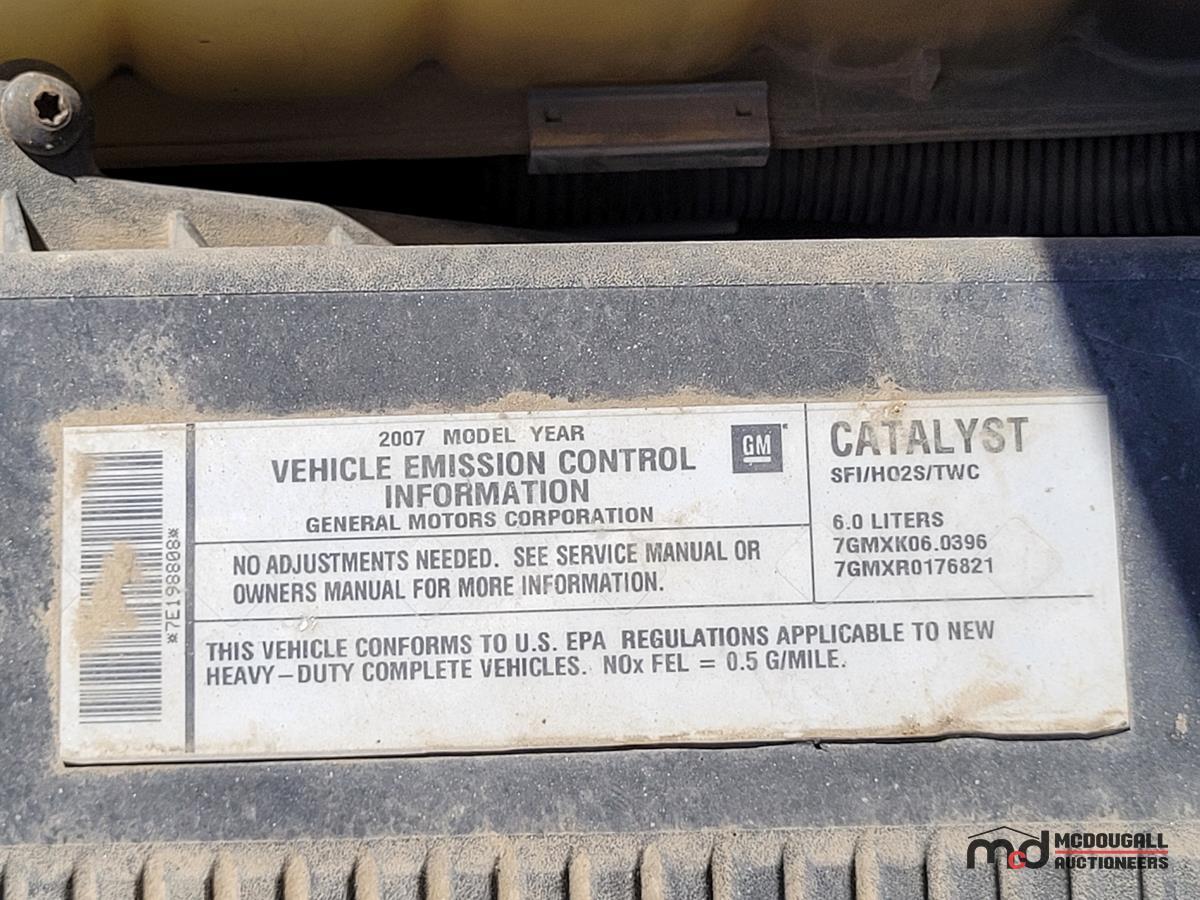 *7E198808*
2007 MODEL YEAR
VEHICLE EMISSION CONTROL
INFORMATION
GENERAL MOTORS CORPORATION
GM
NO ADJUSTMENTS NEEDED. SEE SERVICE MANUAL OR
OWNERS MANUAL FOR MORE INFORMATION.
CATALYST
SFI/HO2S/TWC
6.0 LITERS
7GMXK06.0396
7GMXR0176821
THIS VEHICLE CONFORMS TO U.S. EPA REGULATIONS APPLICABLE TO NEW
HEAVY-DUTY COMPLETE VEHICLES. NOx FEL = 0.5 G/MILE.
mcd MCDOUGALL
AUCTIONEERS